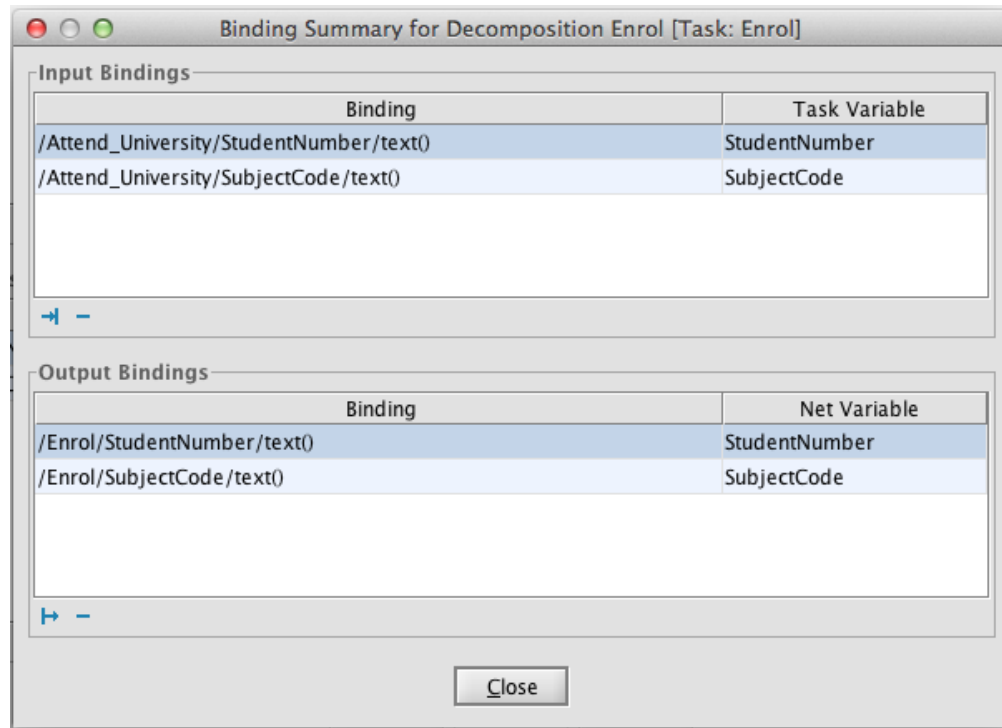 Binding Summary for Decomposition Enrol [Task: Enrol]
Input Bindings
Binding Task Variable
/Attend_University/StudentNumber/text() StudentNumber
/Attend_University/SubjectCode/text() SubjectCode
Output Bindings
Binding Net Variable
/Enrol/StudentNumber/text() StudentNumber
/Enrol/SubjectCode/text() SubjectCode
Close